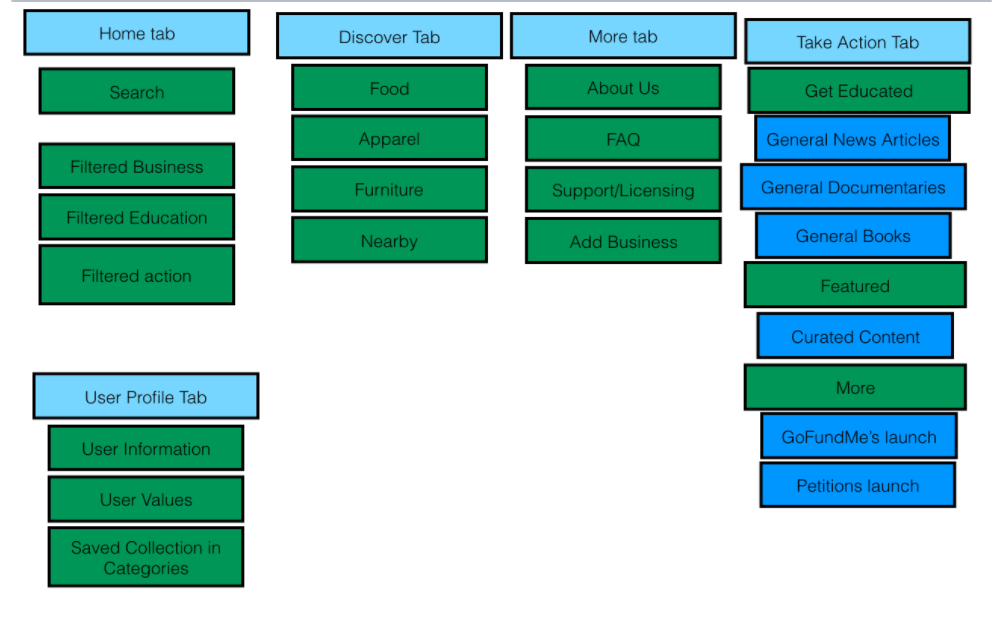 Home tab
Search
Filtered Business
Filtered Education
Filtered action
Discover Tab
Food
Apparel
Furniture
Nearby
More tab
About Us
FAQ
Support/Licensing
Add Business
Take Action Tab
Get Educated
General News Articles
General Documentaries
General Books
Featured
Curated Content
More
GoFundMe's launch
Petitions launch
User Profile Tab
User Information
User Values
Saved Collection in
Categories